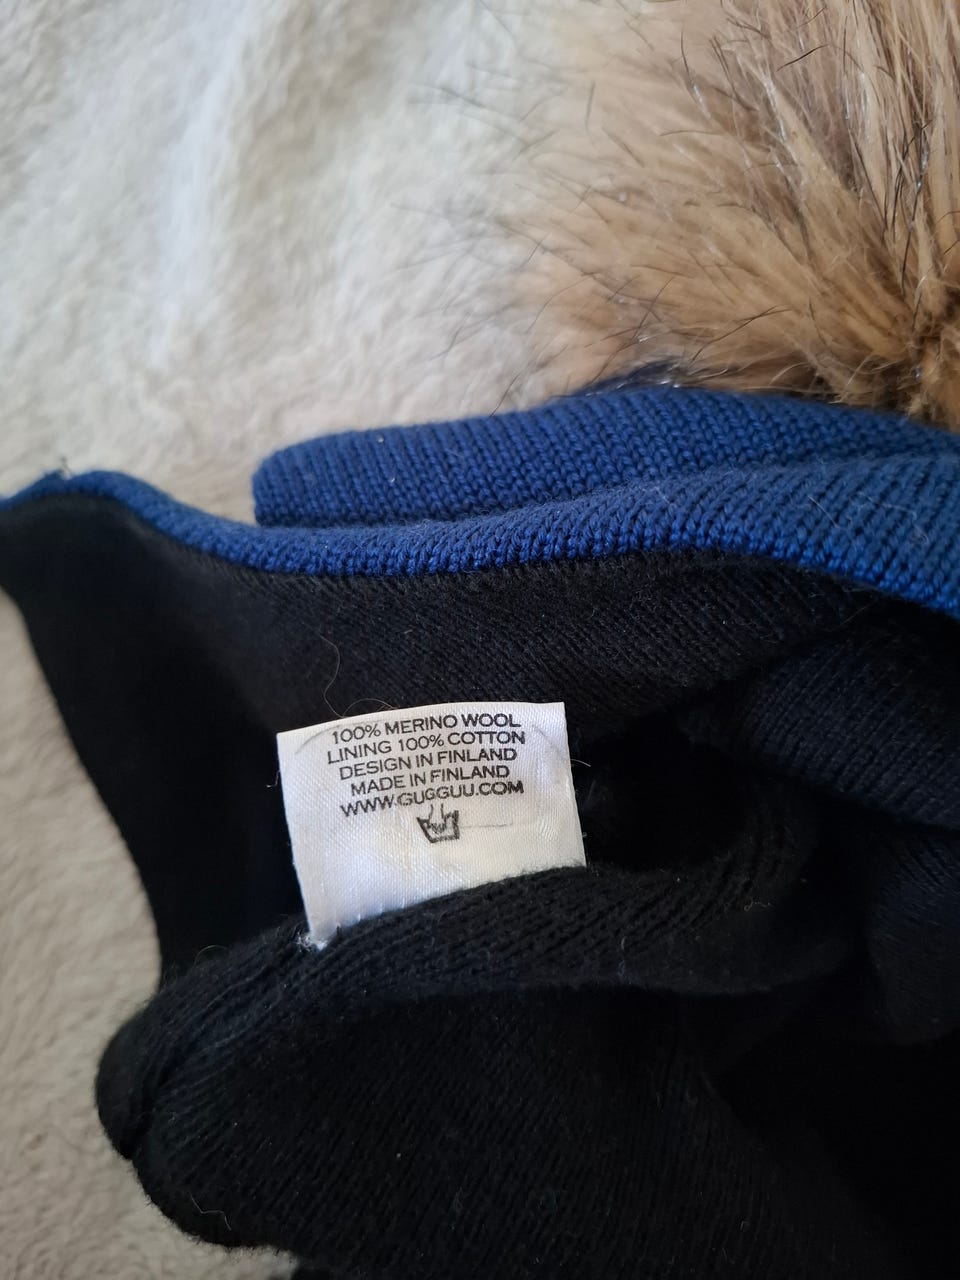 100% MERINO WOOL
LINING 100% COTTON
DESIGN IN FINLAND
MADE IN FINLAND
WWW.GUGGUU.COM